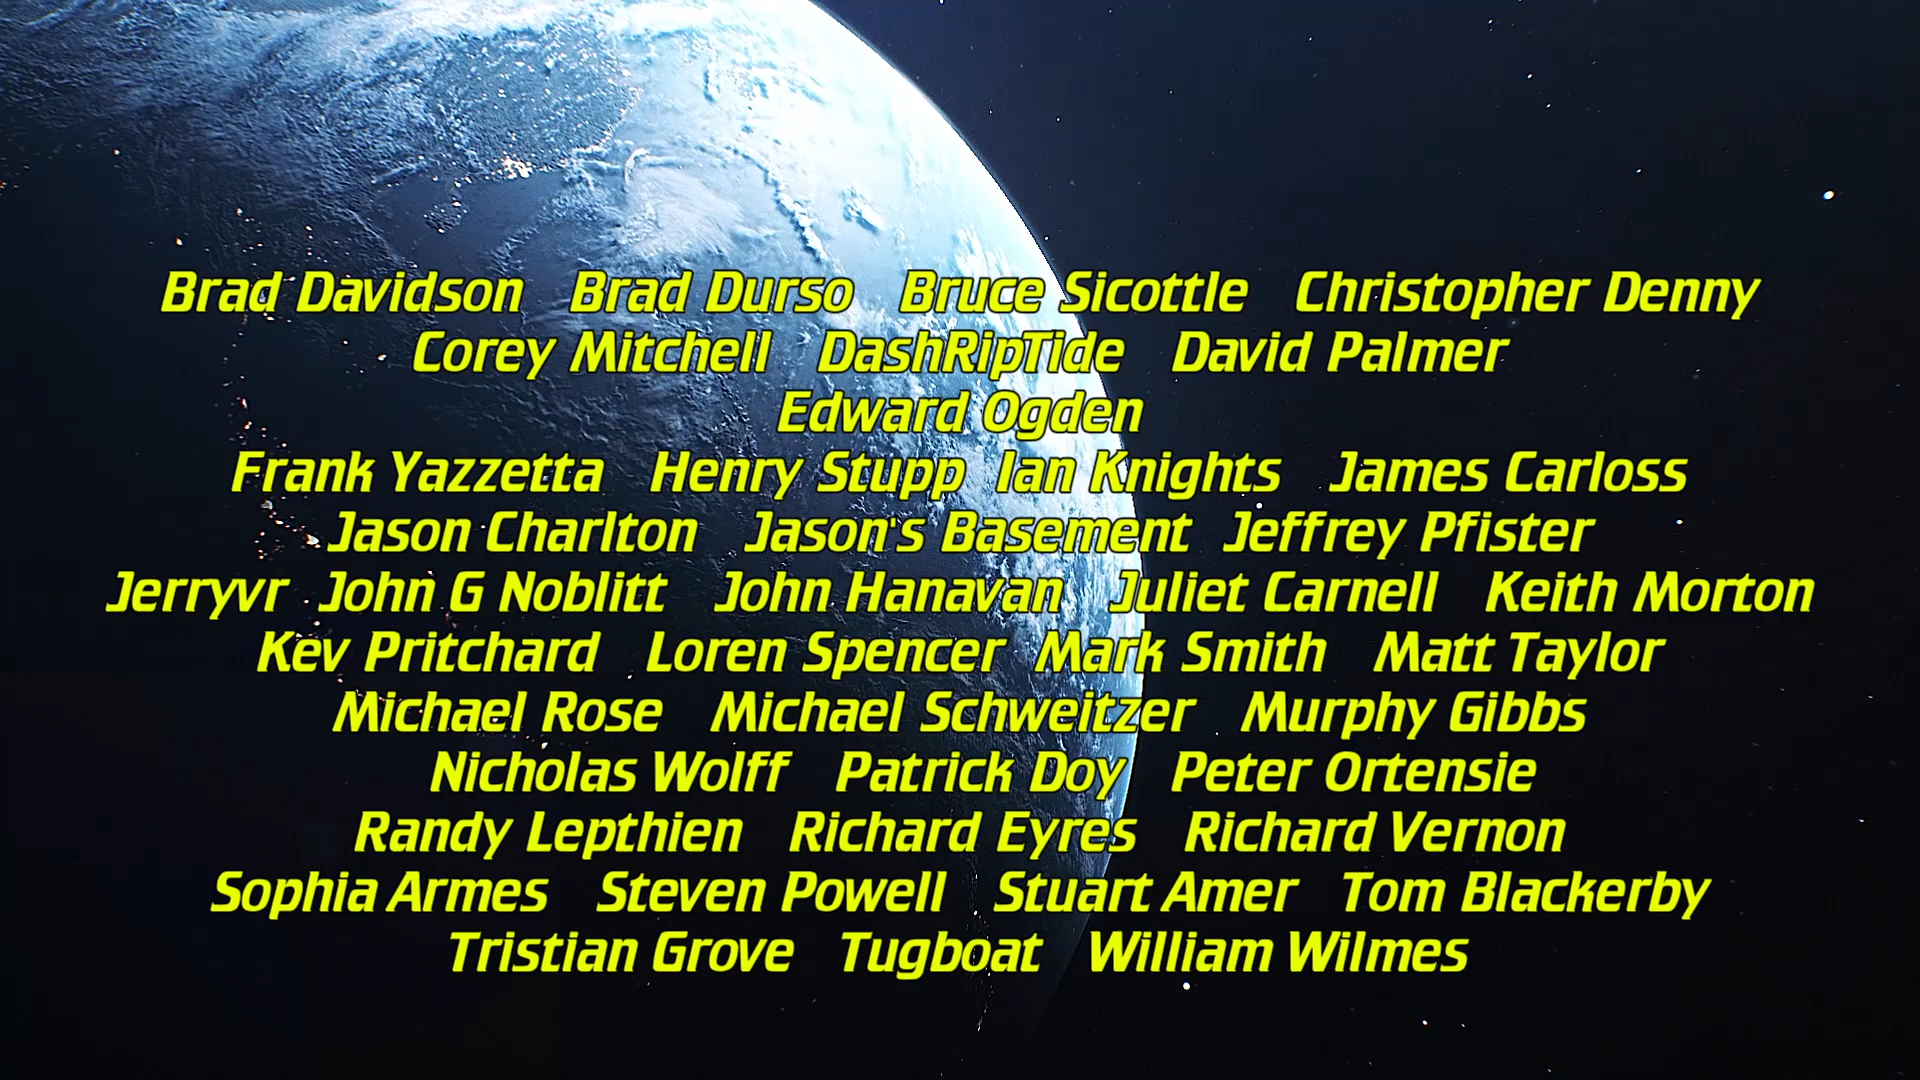 Brad Davidson Brad Durso Bruce Sicottle Christopher Denny
Corey Mitchell DashRipTide David Palmer
Edward Ogden
Frank Yazzetta Henry Stupp Ian Knights James Carloss
Jason Charlton Jason's Basement Jeffrey Pfister
Jerryvr John G Noblitt John Hanavan Juliet Carnell Keith Morton
Kev Pritchard Loren Spencer Mark Smith Matt Taylor
Michael Rose Michael Schweitzer Murphy Gibbs
Nicholas Wolff Patrick Doy Peter Ortensie
Randy Lepthien Richard Eyres Richard Vernon
Sophia Armes Steven Powell Stuart Amer Tom Blackerby
Tristian Grove Tugboat William Wilmes